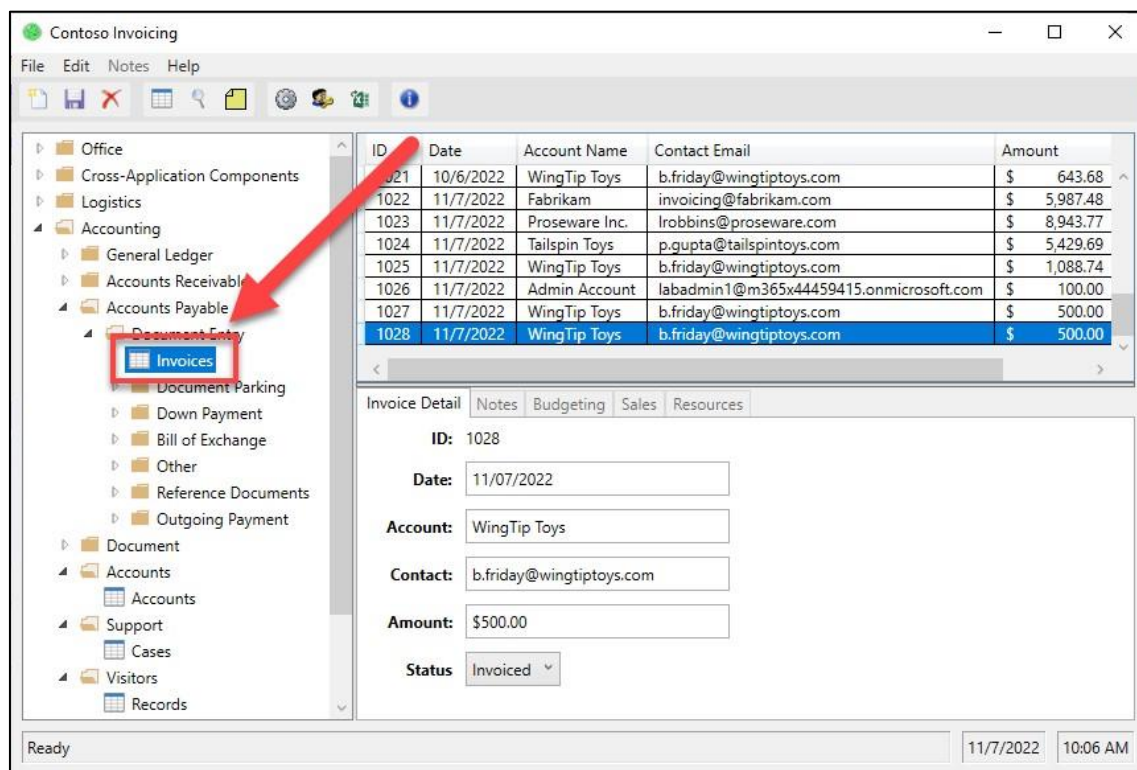 Contoso Invoicing
File Edit Notes Help
Office
Cross-Application Components
Logistics
Accounting
General Ledger
Accounts Receivable
Accounts Payable
Document Entry
Invoices
Document Parking
Down Payment
Bill of Exchange
Other
Reference Documents
Outgoing Payment
Document
Accounts
Accounts
Support
Cases
Visitors
Records
ID Date Account Name Contact Email Amount
1021 10/6/2022 WingTip Toys b.friday@wingtiptoys.com $ 643.68
1022 11/7/2022 Fabrikam invoicing@fabrikam.com $ 5,987.48
1023 11/7/2022 Proseware Inc. lrobbins@proseware.com $ 8,943.77
1024 11/7/2022 Tailspin Toys p.gupta@tailspintoys.com $ 5,429.69
1025 11/7/2022 WingTip Toys b.friday@wingtiptoys.com $ 1,088.74
1026 11/7/2022 Admin Account labadmin1@m365x44459415.onmicrosoft.com $ 100.00
1027 11/7/2022 WingTip Toys b.friday@wingtiptoys.com $ 500.00
1028 11/7/2022 WingTip Toys b.friday@wingtiptoys.com $ 500.00
Invoice Detail Notes Budgeting Sales Resources
ID: 1028
Date: 11/07/2022
Account: WingTip Toys
Contact: b.friday@wingtiptoys.com
Amount: $500.00
Status Invoiced
Ready 11/7/2022 10:06 AM